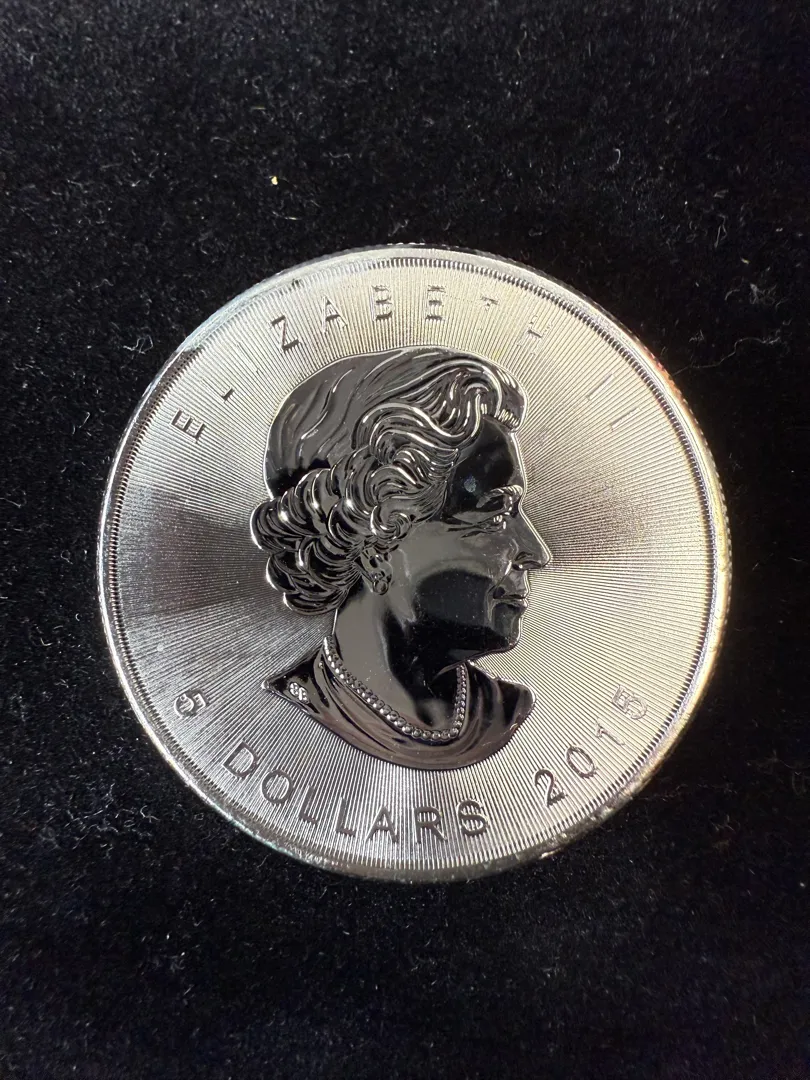 ELIZABETH II
5 DOLLARS 2015